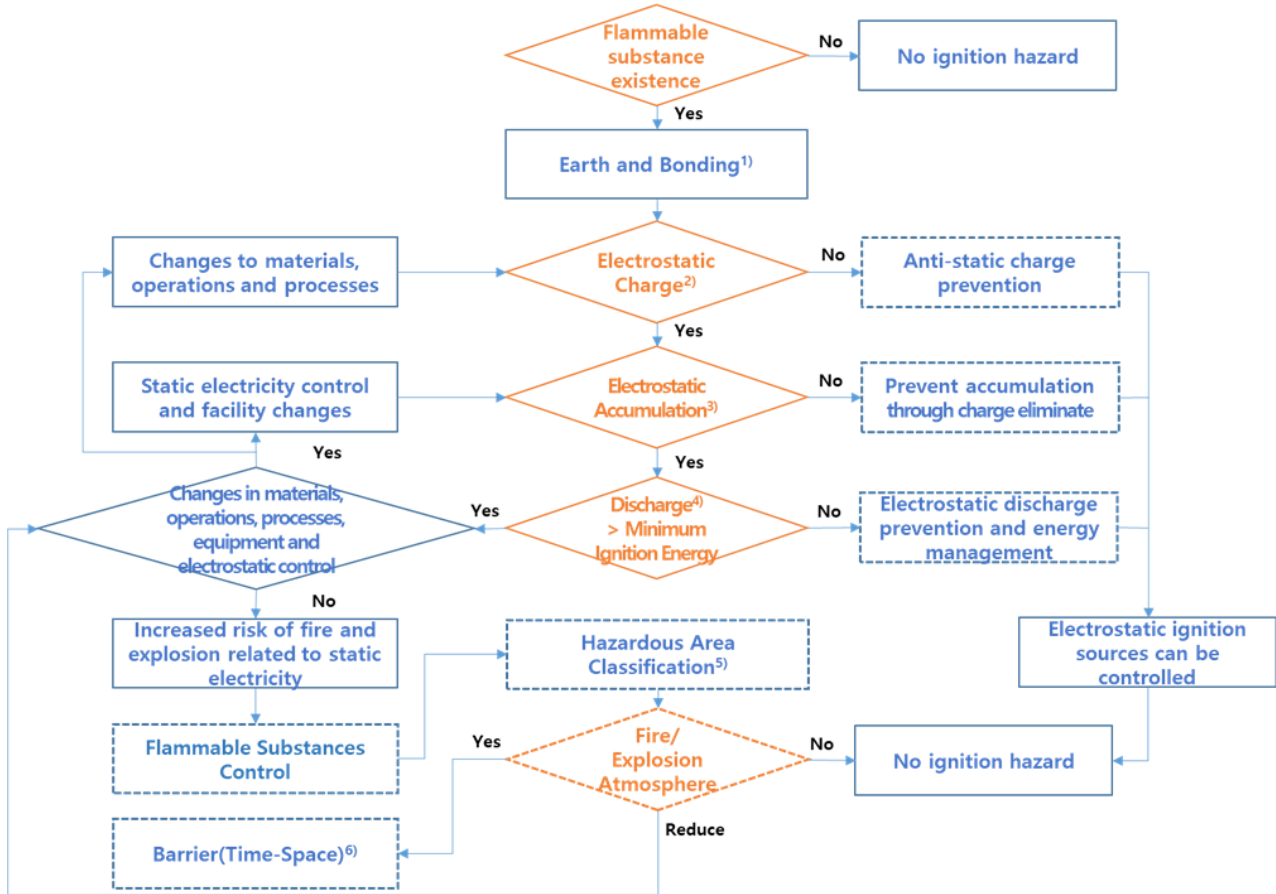 Flammable
substance
existence
No
No ignition hazard
Yes
Earth and Bonding1)
Changes to materials,
operations and processes
Electrostatic
Charge2)
No
Anti-static charge
prevention
Yes
Static electricity control
and facility changes
Electrostatic
Accumulation3)
No
Prevent accumulation
through charge eliminate
Yes
Yes
Changes in materials,
operations, processes,
equipment and
electrostatic control
Yes
Discharge4)
> Minimum
Ignition Energy
No
Electrostatic discharge
prevention and energy
management
No
Increased risk of fire and
explosion related to static
electricity
Hazardous Area
Classification5)
Electrostatic ignition
sources can be
controlled
Flammable Substances
Control
Yes
Fire/
Explosion
Atmosphere
No
No ignition hazard
Reduce
Barrier(Time-Space)6)